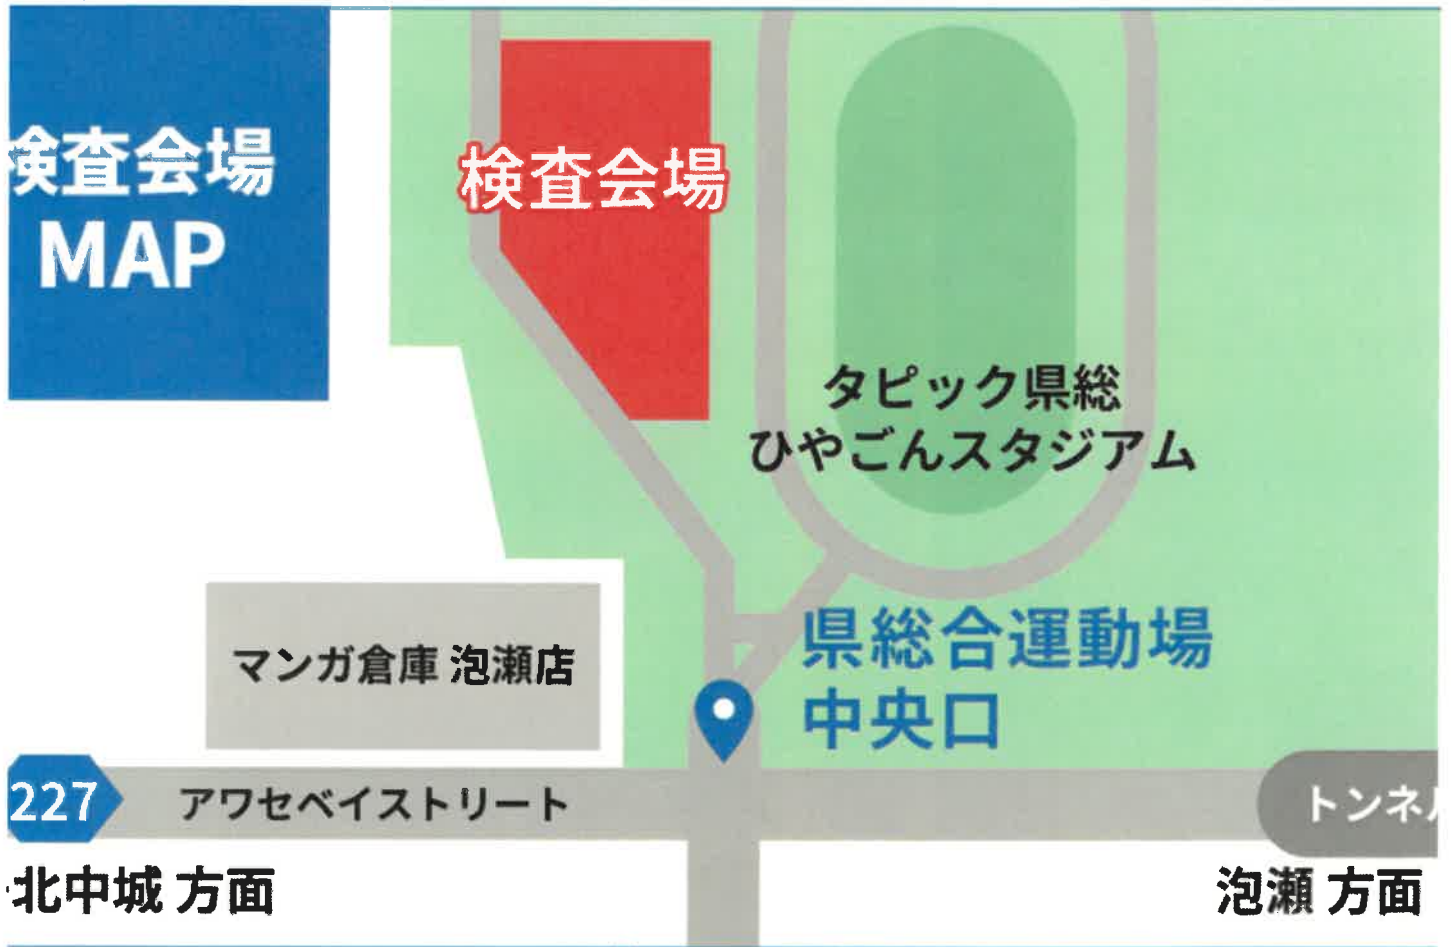 検査会場
MAP
検査会場
タピック県総
ひやごんスタジアム
マンガ倉庫 泡瀬店
県総合運動場
中央口
227
アワセベイストリート
トンネル
北中城 方面
泡瀬 方面